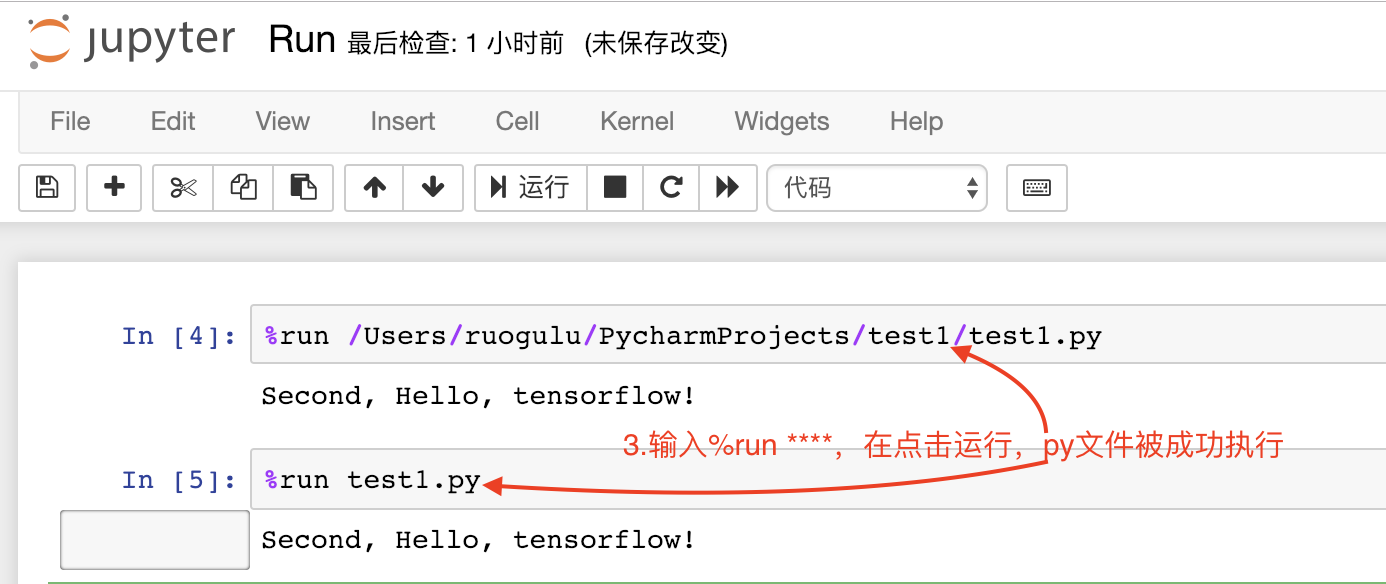 jupyter Run 最后检查: 1 小时前 (未保存改变)
File Edit View Insert Cell Kernel Widgets Help
运行 代码
In [4]: %run /Users/ruogulu/PycharmProjects/test1/test1.py
Second, Hello, tensorflow!
3.输入%run ****，在点击运行，py文件被成功执行
In [5]: %run test1.py
Second, Hello, tensorflow!